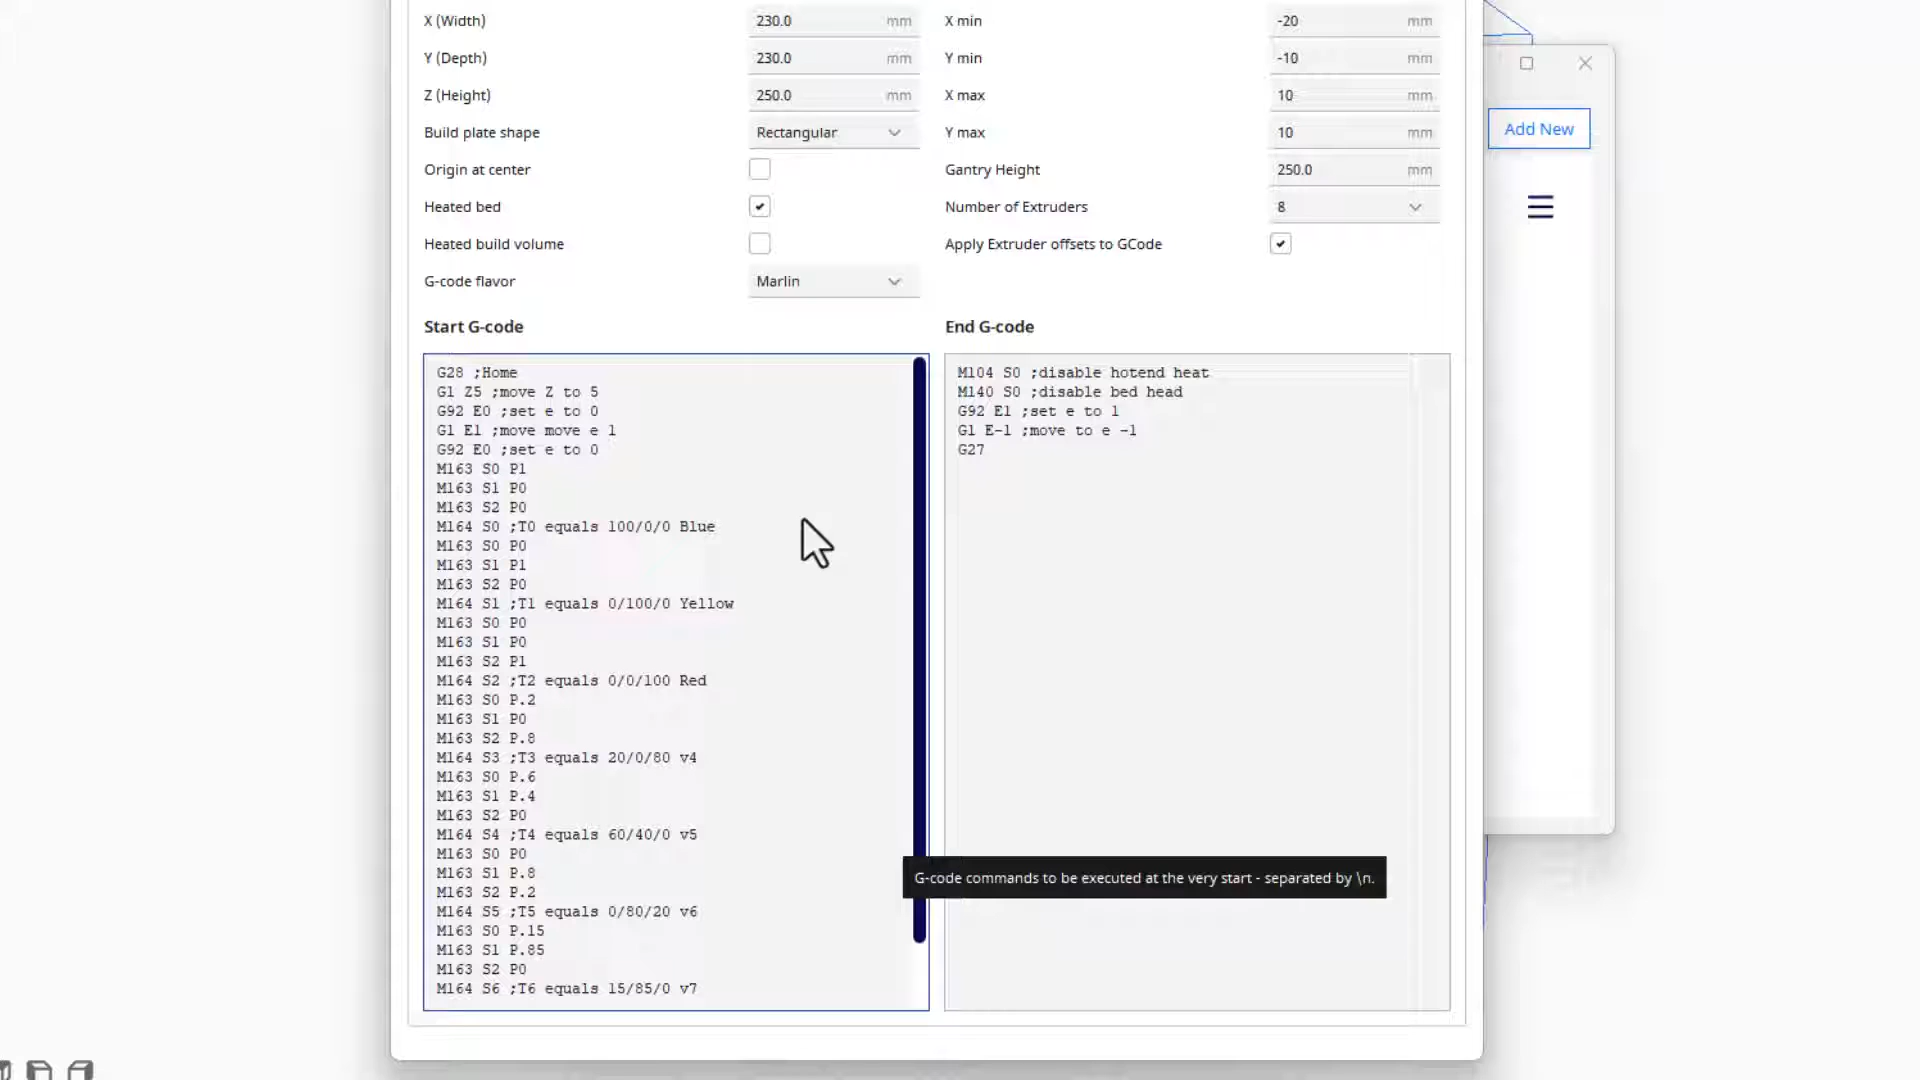 X (Width) 230.0 mm X min -20 mm
Y (Depth) 230.0 mm Y min -10 mm
Z (Height) 250.0 mm X max 10 mm
Build plate shape Rectangular Y max 10 mm
Origin at center Gantry Height 250.0 mm
Heated bed Number of Extruders 8
Heated build volume Apply Extruder offsets to GCode
G-code flavor Marlin
Add New
Start G-code
G28 ;Home
G1 Z5 ;move Z to 5
G92 E0 ;set e to 0
G1 E1 ;move move e 1
G92 E0 ;set e to 0
M163 S0 P1
M163 S1 P0
M163 S2 P0
M164 S0 ;T0 equals 100/0/0 Blue
M163 S0 P0
M163 S1 P1
M163 S2 P0
M164 S1 ;T1 equals 0/100/0 Yellow
M163 S0 P0
M163 S1 P0
M163 S2 P1
M164 S2 ;T2 equals 0/0/100 Red
M163 S0 P.2
M163 S1 P0
M163 S2 P.8
M164 S3 ;T3 equals 20/0/80 v4
M163 S0 P.6
M163 S1 P.4
M163 S2 P0
M164 S4 ;T4 equals 60/40/0 v5
M163 S0 P0
M163 S1 P.8
M163 S2 P.2
M164 S5 ;T5 equals 0/80/20 v6
M163 S0 P.15
M163 S1 P.85
M163 S2 P0
M164 S6 ;T6 equals 15/85/0 v7
End G-code
M104 S0 ;disable hotend heat
M140 S0 ;disable bed head
G92 E1 ;set e to 1
G1 E-1 ;move to e -1
G27
G-code commands to be executed at the very start - separated by \n.